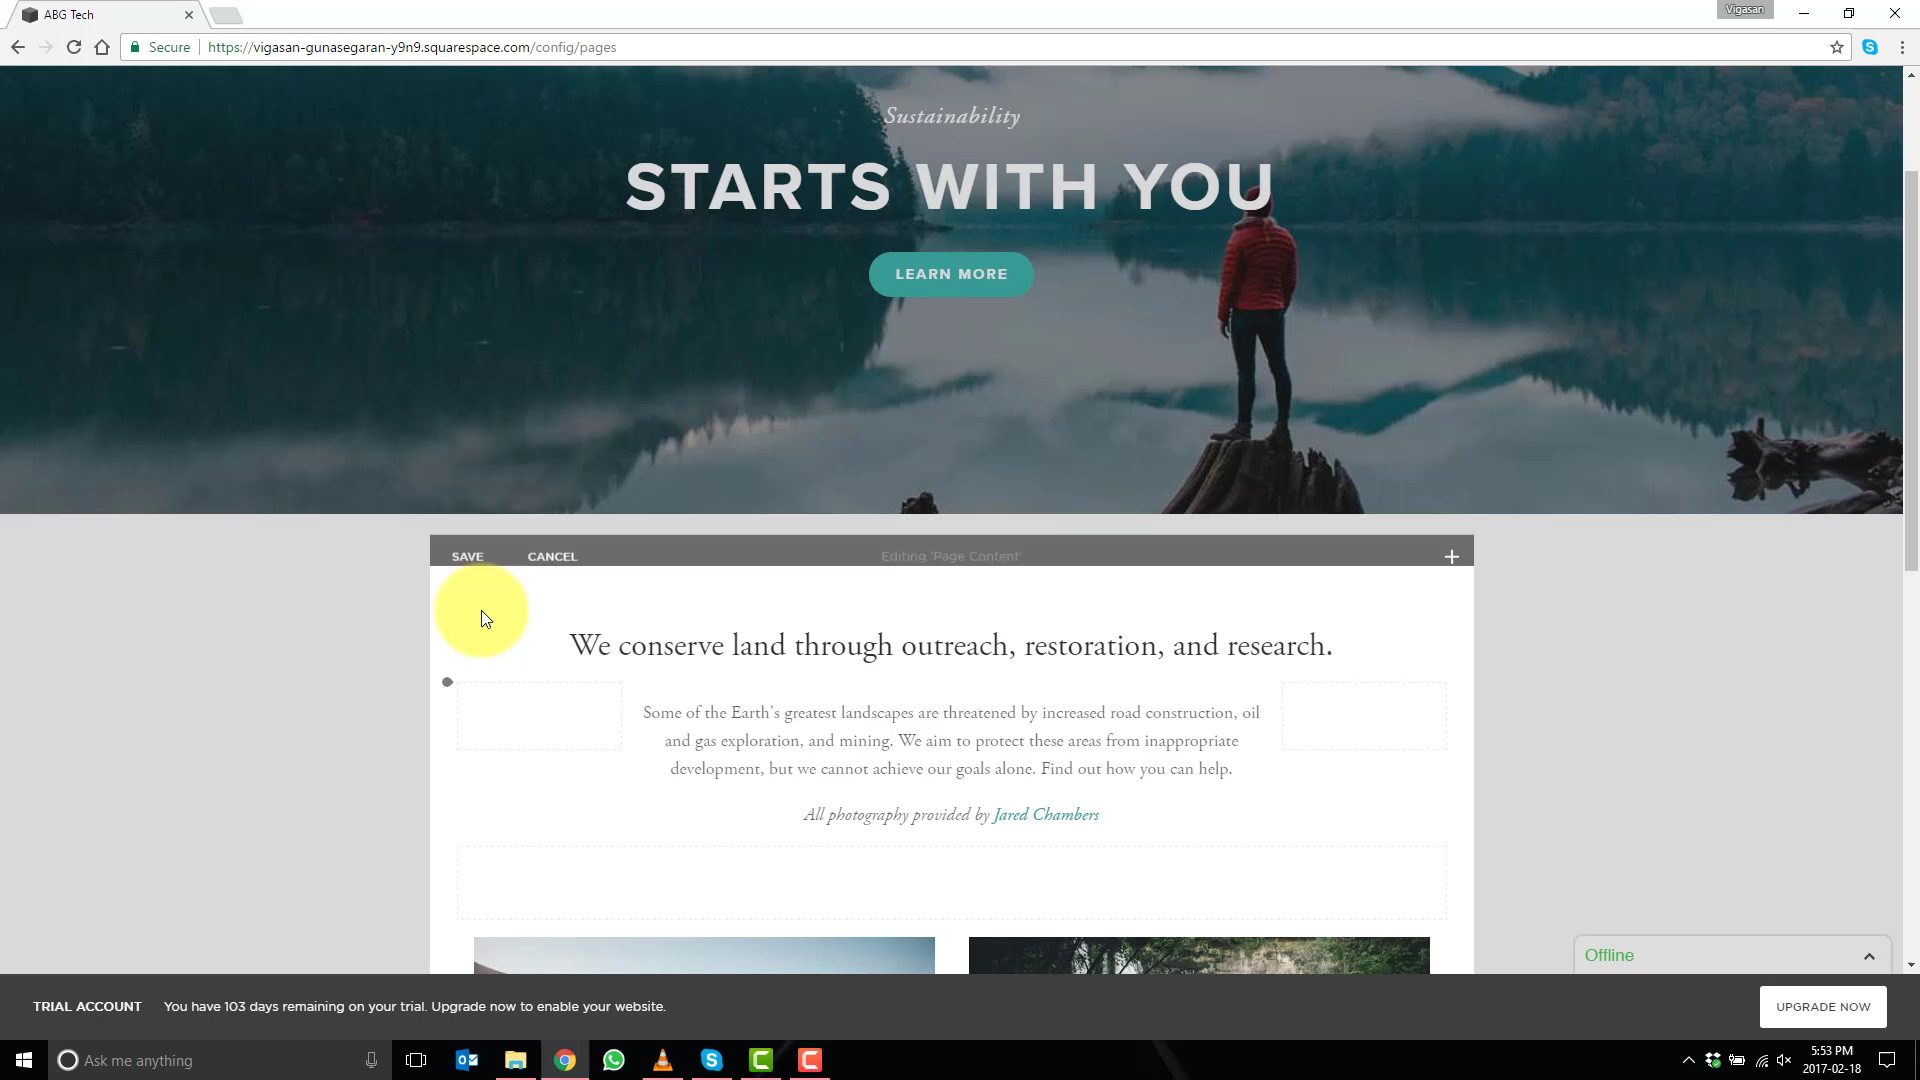 ABG Tech
Vigasan
Secure
https://vigasan-gunasegaran-y9n9.squarespace.com/config/pages
Sustainability
STARTS WITH YOU
LEARN MORE
SAVE
CANCEL
Editing 'Page Content'
We conserve land through outreach, restoration, and research.
Some of the Earth's greatest landscapes are threatened by increased road construction, oil
and gas exploration, and mining. We aim to protect these areas from inappropriate
development, but we cannot achieve our goals alone. Find out how you can help.
All photography provided by Jared Chambers
Offline
TRIAL ACCOUNT
You have 103 days remaining on your trial. Upgrade now to enable your website.
UPGRADE NOW
Ask me anything
5:53 PM
2017-02-18